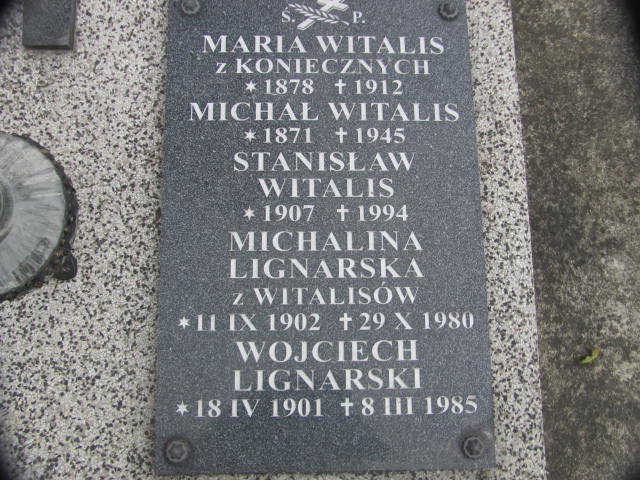 Ś. P.
MARIA WITALIS
z KONIECZNYCH
* 1878 ✝ 1912
MICHAŁ WITALIS
* 1871 ✝ 1945
STANISŁAW
WITALIS
* 1907 ✝ 1994
MICHALINA
LIGNARSKA
z WITALISÓW
* 11 IX 1902 ✝ 29 X 1980
WOJCIECH
LIGNARSKI
* 18 IV 1901 ✝ 8 III 1985